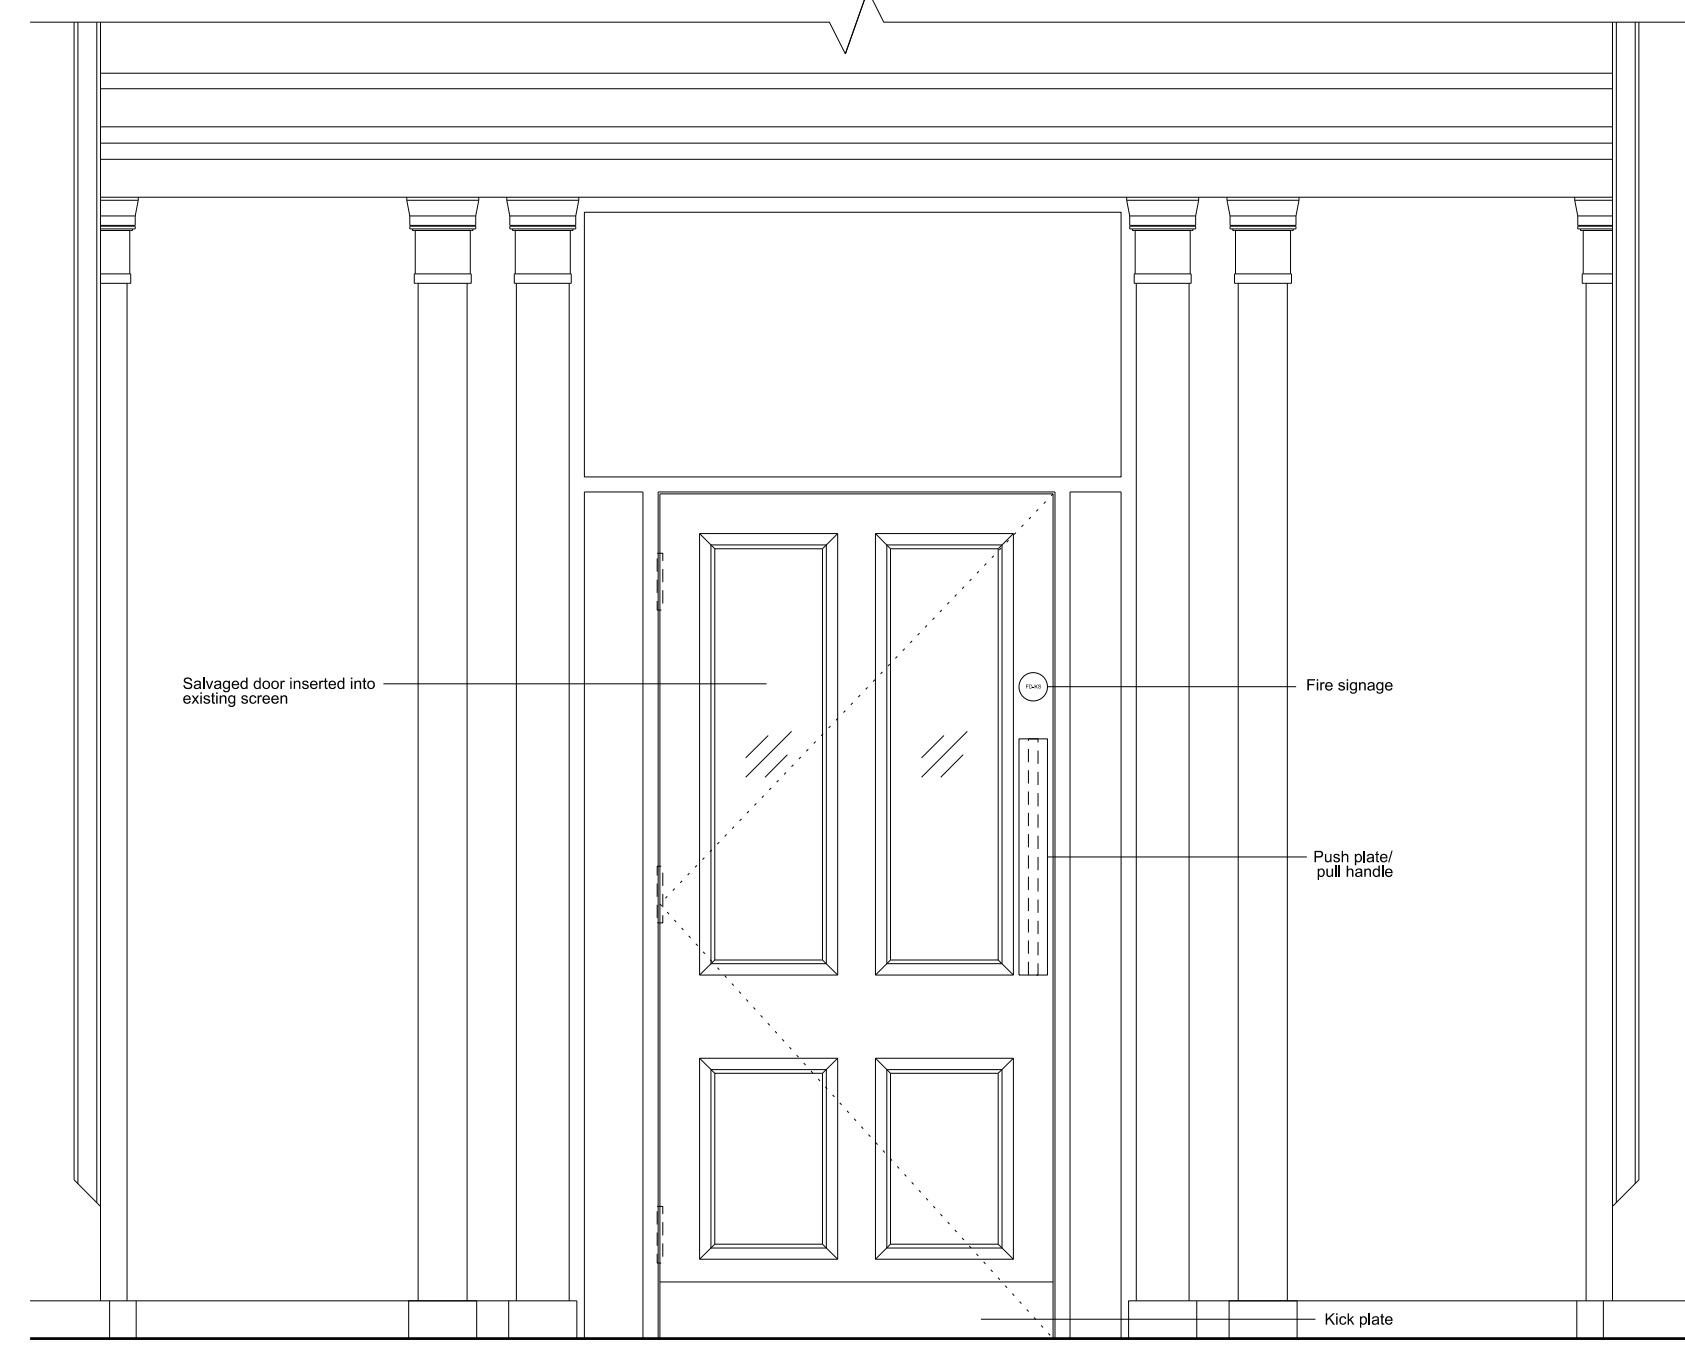 Salvaged door inserted into
existing screen
Fire signage
Push plate/
pull handle
Kick plate